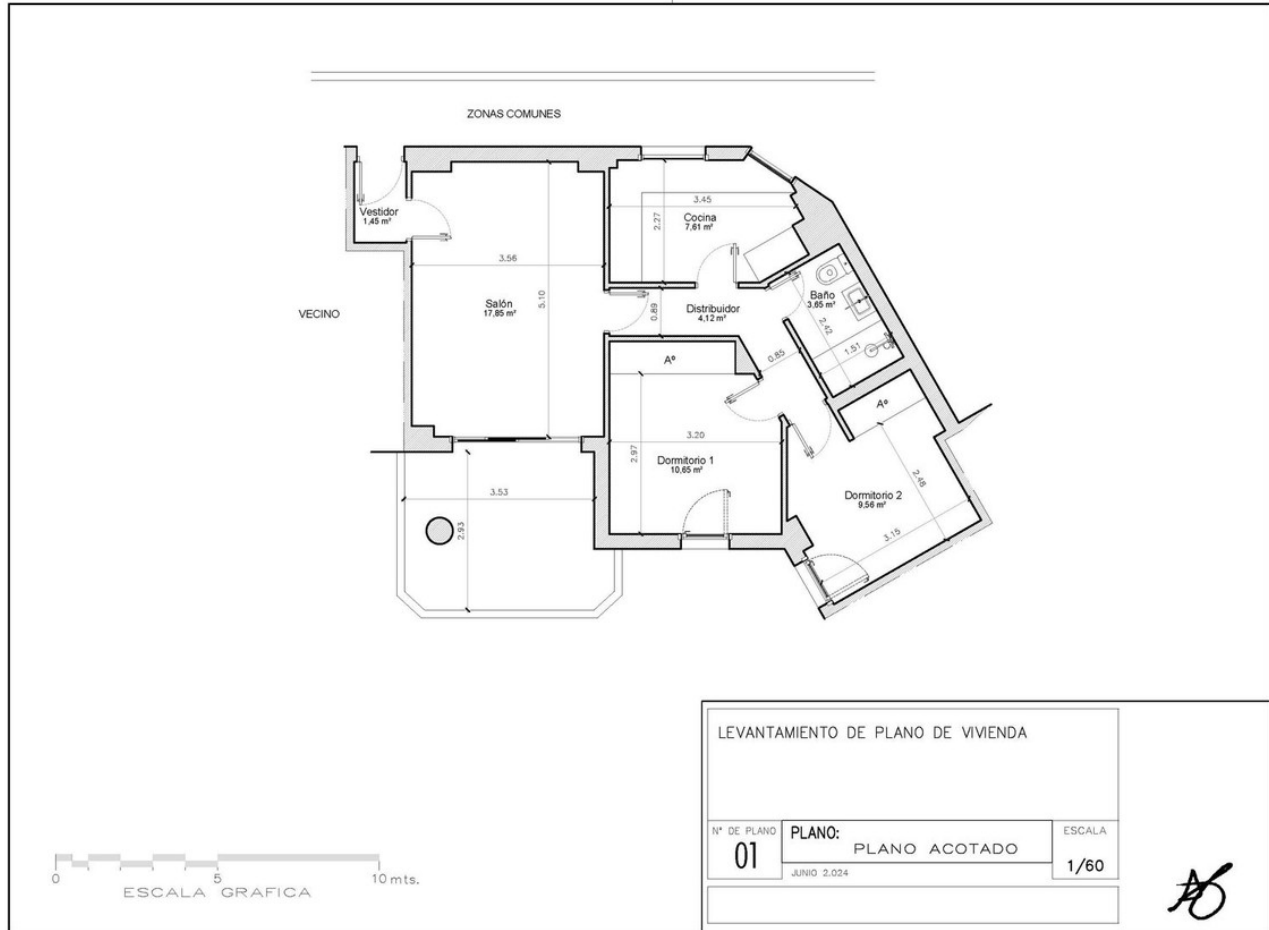 ZONAS COMUNES
Vestidor
1,45 m²
3.45
Cocina
7,61 m²
2.27
3.56
5.10
Salón
17,85 m²
VECINO
0.89
Distribuidor
4,12 m²
Baño
3,65 m²
2.42
1.51
0.85
Aº
Aº
3.20
2.97
Dormitorio 1
10,65 m²
Dormitorio 2
9,56 m²
2.48
3.15
3.53
2.93
LEVANTAMIENTO DE PLANO DE VIVIENDA
Nº DE PLANO
01
PLANO:
PLANO ACOTADO
JUNIO 2.024
ESCALA
1/60
0 5 10 mts.
ESCALA GRAFICA